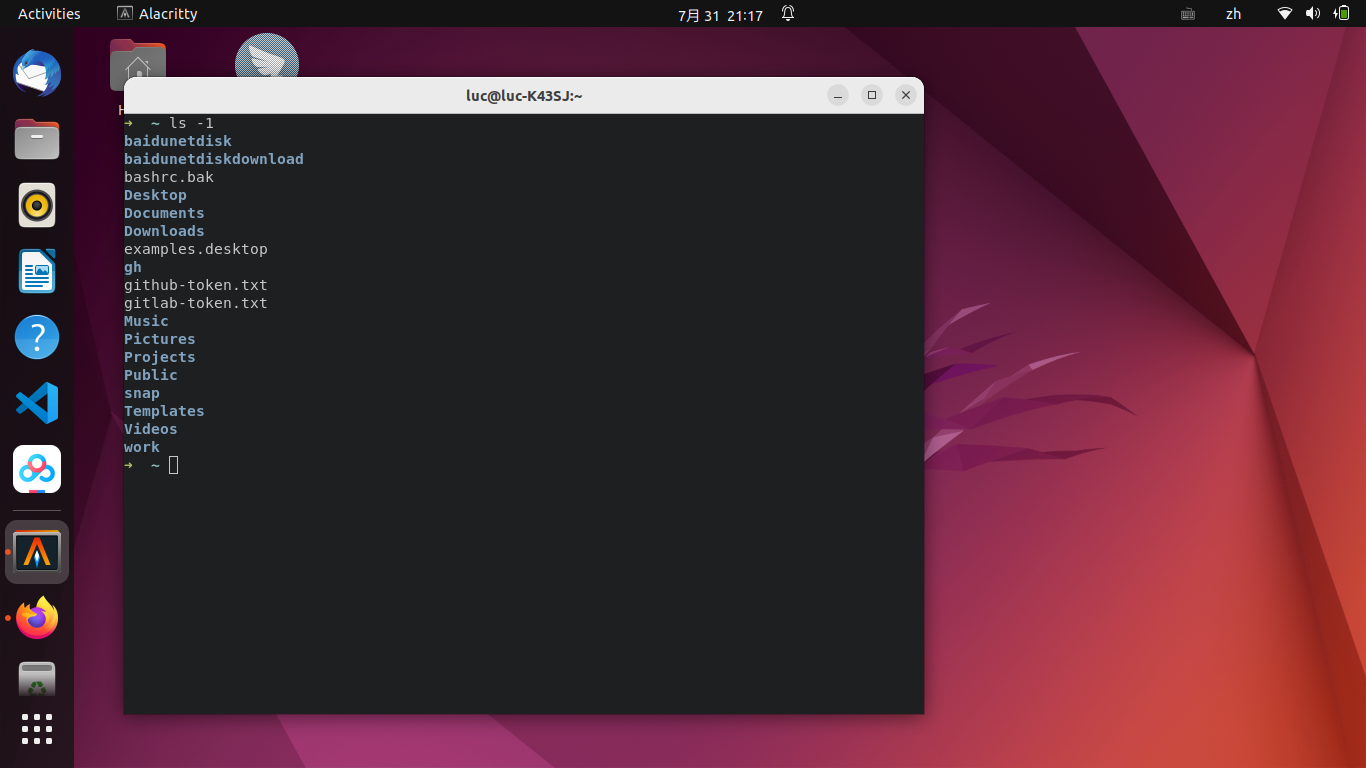 Activities
Alacritty
7月 31 21:17
zh
luc@luc-K43SJ:~
➜ ~ ls -1
baidunetdisk
baidunetdiskdownload
bashrc.bak
Desktop
Documents
Downloads
examples.desktop
gh
github-token.txt
gitlab-token.txt
Music
Pictures
Projects
Public
snap
Templates
Videos
work
➜ ~